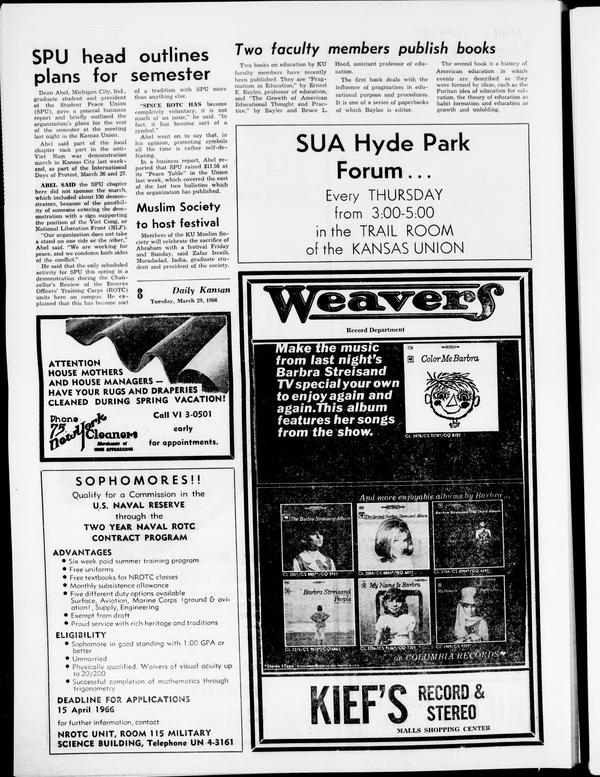 SPU head outlines
plans for semester
Dean Abel, Michigan City, Ind.,
graduate student and president
of the Student Peace Union
(SPU), gave a general business
report and briefly outlined the
organization's plans for the rest
of the semester at the meeting
last night in the Kansas Union.
Abel said part of the local
chapter took part in the anti-
Viet Nam war demonstration
march in Kansas City last week-
end, as part of the International
Days of Protest, March 26 and 27.
ABEL SAID the SPU chapter
here did not sponsor the march,
which included about 150 demon-
strators, because of the possibil-
ity of someone entering the dem-
onstration with a sign supporting
the position of the Viet Cong, or
National Liberation Front (NLF).
"Our organization does not take
a stand on one side or the other,"
Abel said. "We are working for
peace, and we condemn both sides
of the conflict."
He said that the only scheduled
activity for SPU this spring is a
demonstration during the Chan-
cellor's Review of the Reserve
Officers' Training Corps (ROTC)
units here on campus. He ex-
plained that this has become sort
of a tradition with SPU more
than anything else.
"SINCE ROTC HAS become
completely voluntary, it is not
much of an issue," he said. "In
fact, it has become sort of a
symbol."
Abel went on to say that, in
his opinion, protesting symbols
all the time is rather self-de-
feating.
In a business report, Abel re-
ported that SPU raised $11.50 at
its "Peace Table" in the Union
last week, which covered the cost
of the last two bulletins which
the organization has published.
Muslim Society
to host festival
Members of the KU Muslim So-
ciety will celebrate the sacrifice of
Abraham with a festival Friday
and Sunday, said Zafar Israili,
Moradadad, India, graduate stu-
dent and president of the society.
8 Daily Kansan
Tuesday, March 29, 1966
Two faculty members publish books
Two books on education by KU
faculty members have recently
been published. They are "Prag-
matism in Education," by Ernest
E. Bayles, professor of education,
and "The Growth of American
Educational Thought and Prac-
tice," by Bayles and Bruce L.
Hood, assistant professor of edu-
cation.
The first book deals with the
influence of pragmatism in edu-
cational purpose and procedures.
It is one of a series of paperbacks
of which Bayles is editor.
The second book is a history of
American education in which
events are described as they
were formed by ideas, such as the
Puritan idea of education for sal-
vation, the theory of education as
habit formation and education as
growth and unfolding.
SUA Hyde Park
Forum...
Every THURSDAY
from 3:00-5:00
in the TRAIL ROOM
of the KANSAS UNION
ATTENTION
HOUSE MOTHERS
AND HOUSE MANAGERS —
HAVE YOUR RUGS AND DRAPERIES
CLEANED DURING SPRING VACATION!
Phone
75
New York
Cleaners
Merchants of
GOOD APPEARANCE
Call VI 3-0501
early
for appointments.
SOPHOMORES!!
Qualify for a Commission in the
U.S. NAVAL RESERVE
through the
TWO YEAR NAVAL ROTC
CONTRACT PROGRAM
ADVANTAGES
● Six week paid summer training program
● Free uniforms
● Free textbooks for NROTC classes
● Monthly subsistence allowance
● Five different duty options available
Surface, Aviation, Marine Corps (ground & avi-
ation), Supply, Engineering
● Exempt from draft
● Proud service with rich heritage and traditions
ELIGIBILITY
● Sophomore in good standing with 1.00 GPA or
better
● Unmarried
● Physically qualified. Waivers of visual acuity up
to 20/200
● Successful completion of mathematics through
trigonometry
DEADLINE FOR APPLICATIONS
15 April 1966
for further information, contact
NROTC UNIT, ROOM 115 MILITARY
SCIENCE BUILDING, Telephone UN 4-3161
Weavers
Record Department
Make the music
from last night's
Barbra Streisand
TV special your own
to enjoy again and
again. This album
features her songs
from the show.
Color Me Barbra
CL 2478/CS 9278*/
And more enjoyable albums by Barbra...
The Barbra Streisand Album
The Second Barbra Streisand Album
Barbra Streisand/The Third Album
Barbra Streisand
People
My Name Is Barbra
on COLUMBIA RECORDS
KIEF'S RECORD &
STEREO
MALLS SHOPPING CENTER